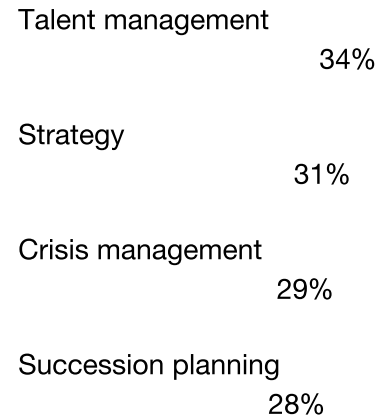 Talent management
34%
Strategy
31%
Crisis management
29%
Succession planning
28%